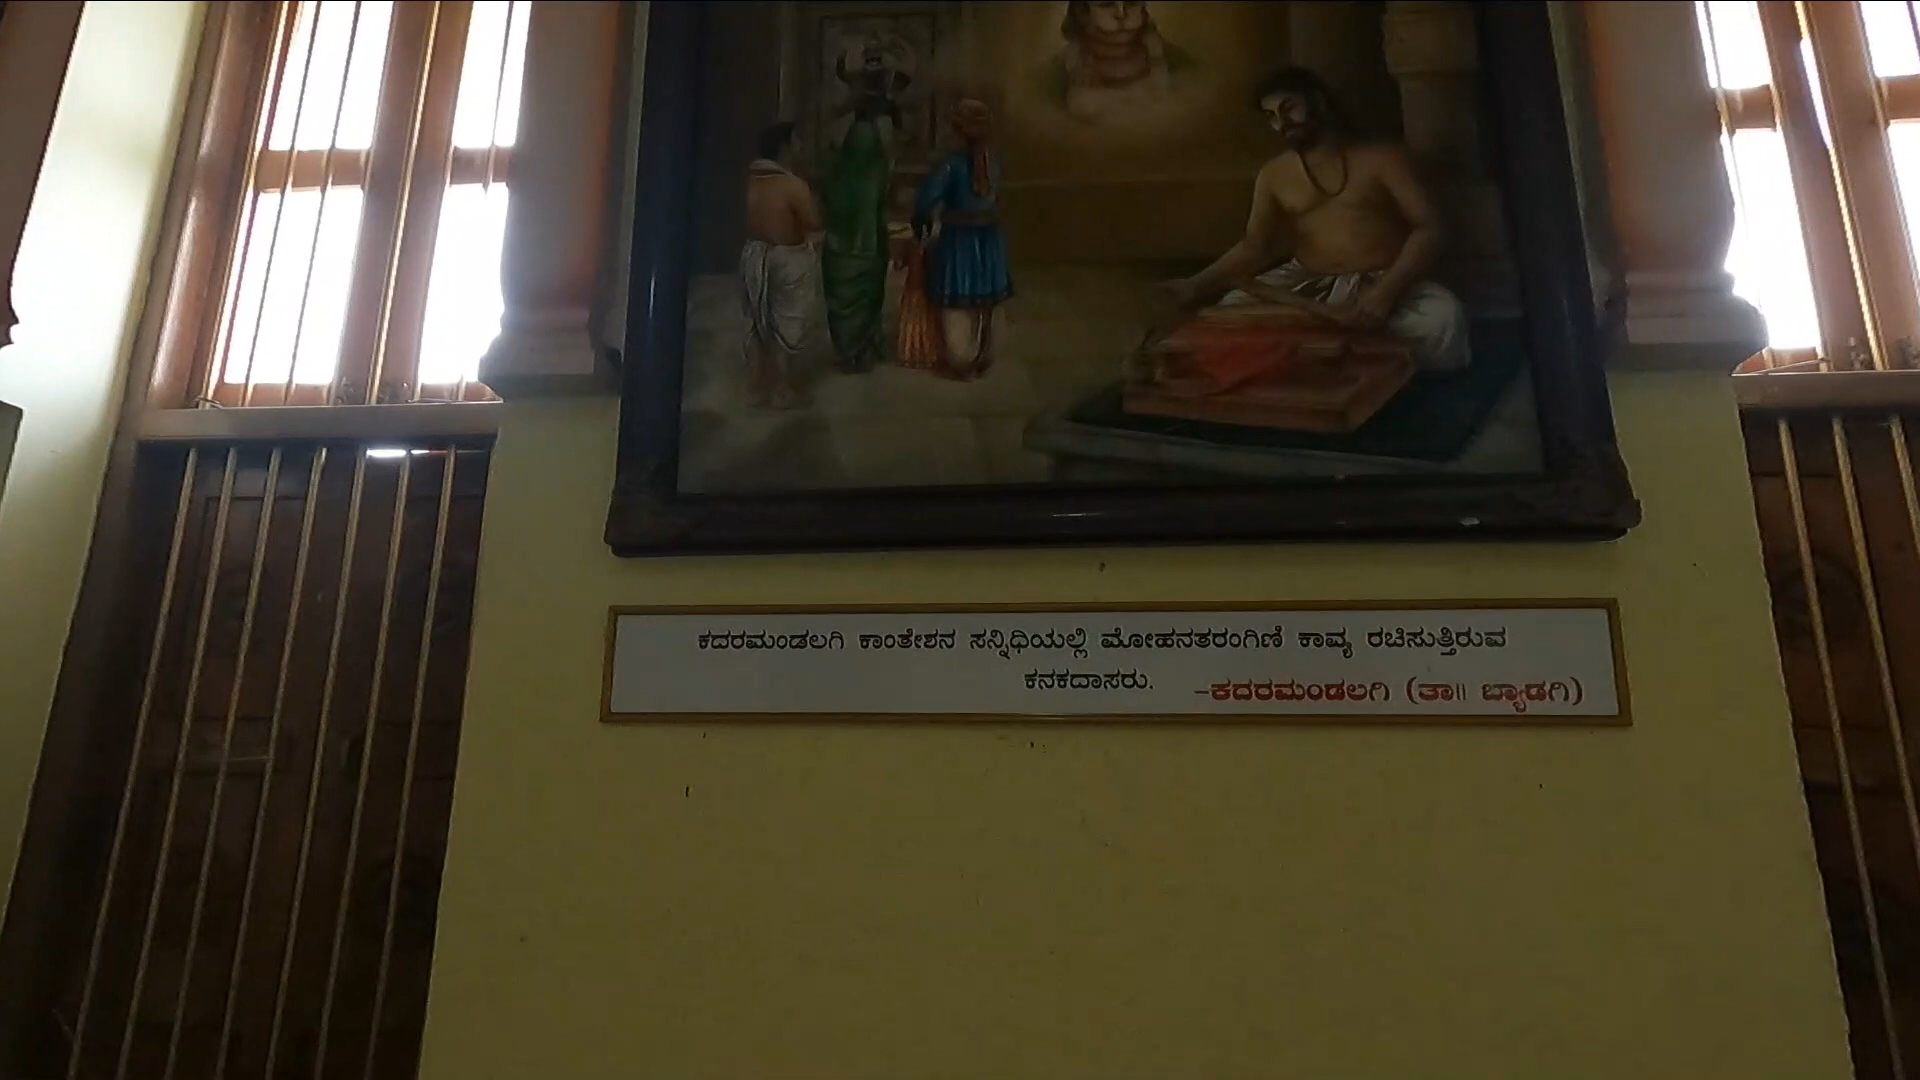 ಕದರಮಂಡಲಗಿ ಕಾಂತೇಶನ ಸನ್ನಿಧಿಯಲ್ಲಿ ಮೋಹನತರಂಗಿಣಿ ಕಾವ್ಯ ರಚಿಸುತ್ತಿರುವ
ಕನಕದಾಸರು.
-ಕದರಮಂಡಲಗಿ (ತಾ॥ ಬ್ಯಾಡಗಿ)